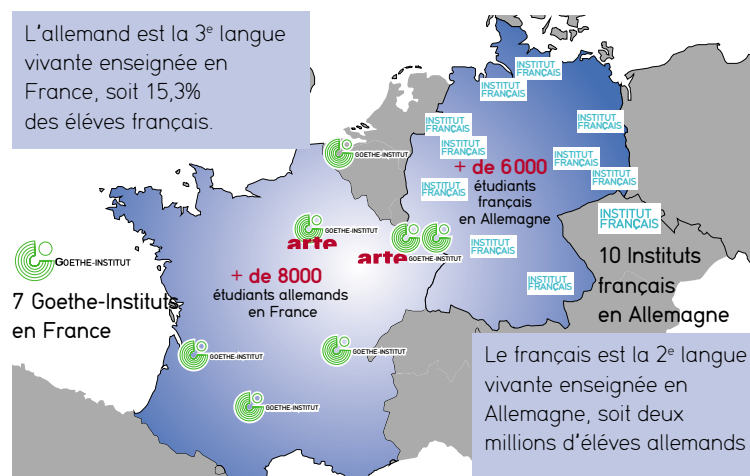 L'allemand est la 3e langue
vivante enseignée en
France, soit 15,3%
des éléves français.
INSTITUT
FRANÇAIS
INSTITUT
FRANÇAIS
INSTITUT
FRANÇAIS
INSTITUT
FRANÇAIS
INSTITUT
FRANÇAIS
INSTITUT
FRANÇAIS
INSTITUT
FRANÇAIS
INSTITUT
FRANÇAIS
INSTITUT
FRANÇAIS
INSTITUT
FRANÇAIS
+ de 6000
étudiants
français
en Allemagne
GOETHE-INSTITUT
GOETHE-INSTITUT
arte
arte
GOETHE-INSTITUT
+ de 8000
étudiants allemands
en France
GOETHE-INSTITUT
GOETHE-INSTITUT
GOETHE-INSTITUT
GOETHE-INSTITUT
7 Goethe-Instituts
en France
INSTITUT
FRANÇAIS
10 Instituts
français
en Allemagne
Le français est la 2e langue
vivante enseignée en
Allemagne, soit deux
millions d'éléves allemands